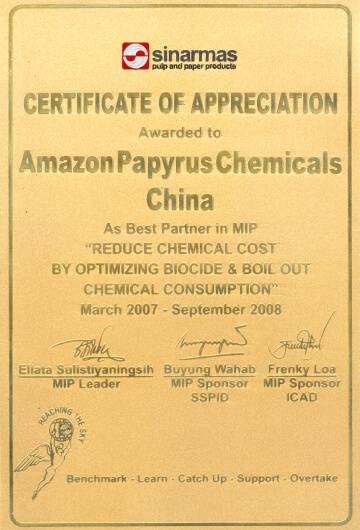 sinarmas
pulp and paper products
CERTIFICATE OF APPRECIATION
Awarded to
Amazon Papyrus Chemicals
China
As Best Partner in MIP
"REDUCE CHEMICAL COST
BY OPTIMIZING BIOCIDE & BOIL OUT
CHEMICAL CONSUMPTION"
March 2007 - September 2008
Eliata Sulistiyaningsih
MIP Leader
Buyung Wahab
MIP Sponsor
SSPID
Frenky Loa
MIP Sponsor
ICAD
REACHING THE SKY
Benchmark - Learn - Catch Up - Support - Overtake